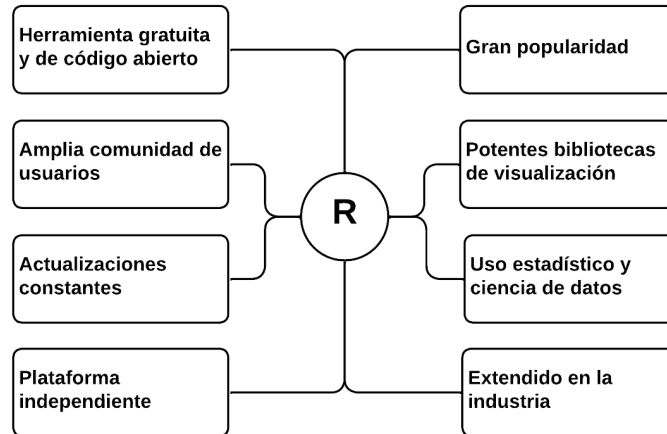 Herramienta gratuita
y de código abierto
Gran popularidad
Amplia comunidad de
usuarios
Potentes bibliotecas
de visualización
R
Actualizaciones
constantes
Uso estadístico y
ciencia de datos
Plataforma
independiente
Extendido en la
industria